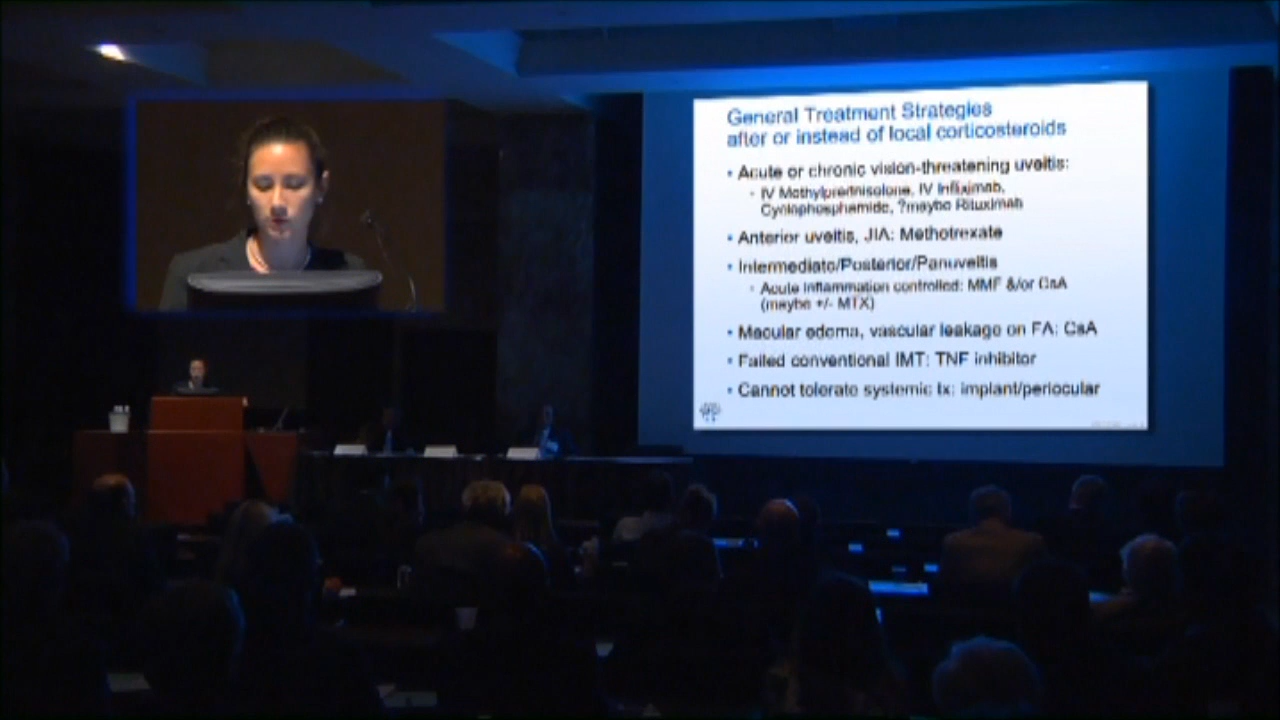 General Treatment Strategies
after or instead of local corticosteroids
• Acute or chronic vision-threatening uveitis:
• IV Methylprednisolone, IV Infliximab,
Cyclophosphamide, ?maybe Rituximab
• Anterior uveitis, JIA: Methotrexate
• Intermediate/Posterior/Panuveitis
• Acute inflammation controlled: MMF &/or CsA
(maybe +/- MTX)
• Macular edema, vascular leakage on FA: CsA
• Failed conventional IMT: TNF inhibitor
• Cannot tolerate systemic tx: implant/periocular